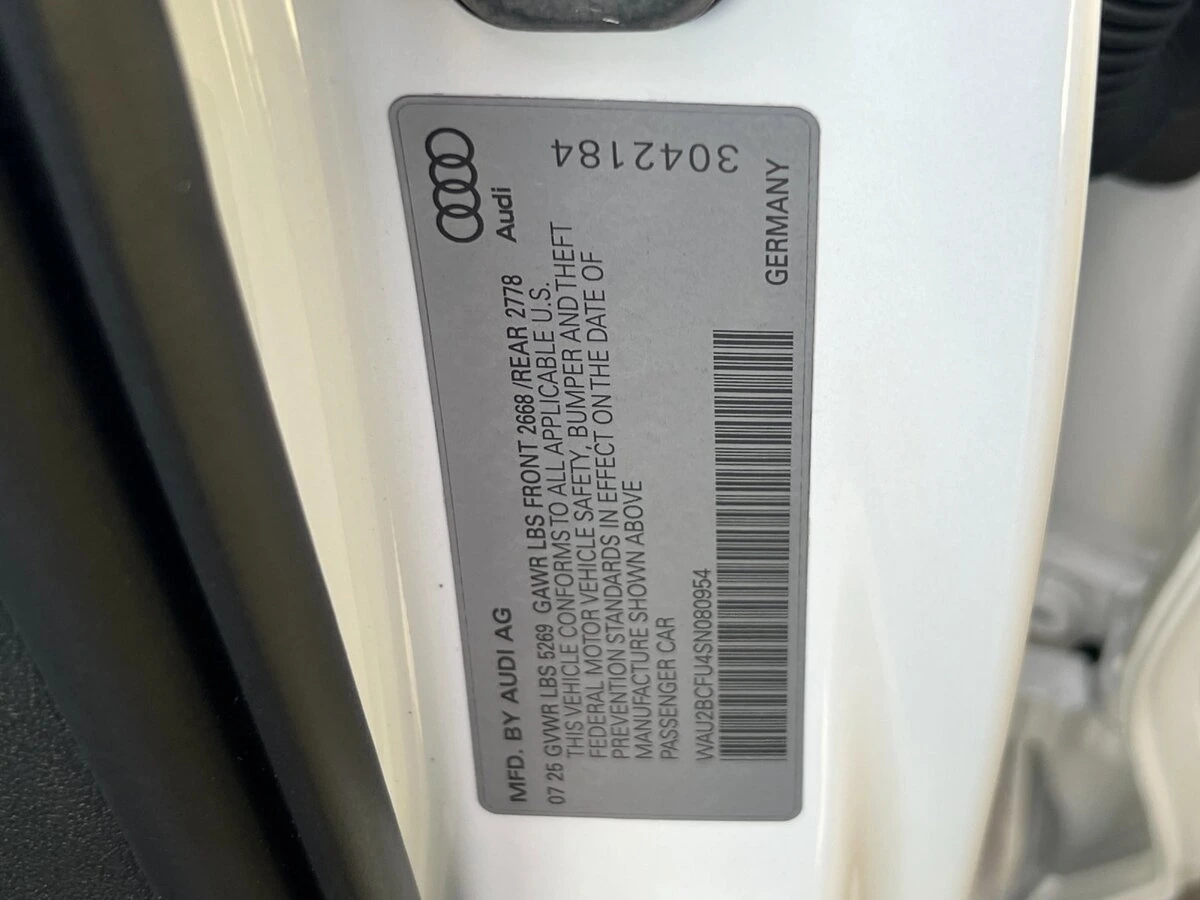 MFD. BY AUDI AG
Audi
07 25 GVWR LBS 5269 GAWR LBS FRONT 2668 /REAR 2778
THIS VEHICLE CONFORMS TO ALL APPLICABLE U.S.
FEDERAL MOTOR VEHICLE SAFETY, BUMPER AND THEFT
PREVENTION STANDARDS IN EFFECT ON THE DATE OF
MANUFACTURE SHOWN ABOVE
PASSENGER CAR
WAU2BCFU4SN080954
GERMANY
3042184